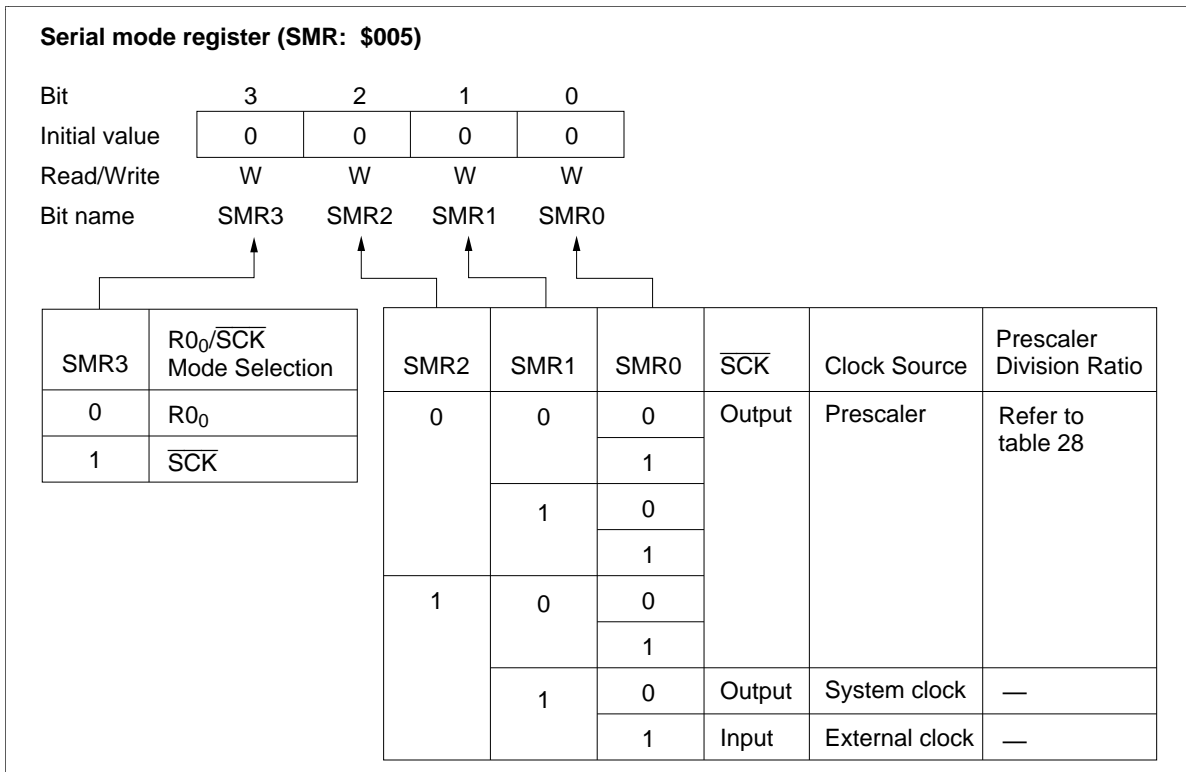 Serial mode register (SMR: $005)
Bit 3 2 1 0
Initial value 0 0 0 0
Read/Write W W W W
Bit name SMR3 SMR2 SMR1 SMR0
SMR3 R0₀/S̅C̅K̅ Mode Selection
0 R0₀
1 S̅C̅K̅
SMR2 SMR1 SMR0 S̅C̅K̅ Clock Source Prescaler Division Ratio
0 0 0 Output Prescaler Refer to table 28
1
1 0
1
1 0 0
1
1 0 Output System clock —
1 Input External clock —